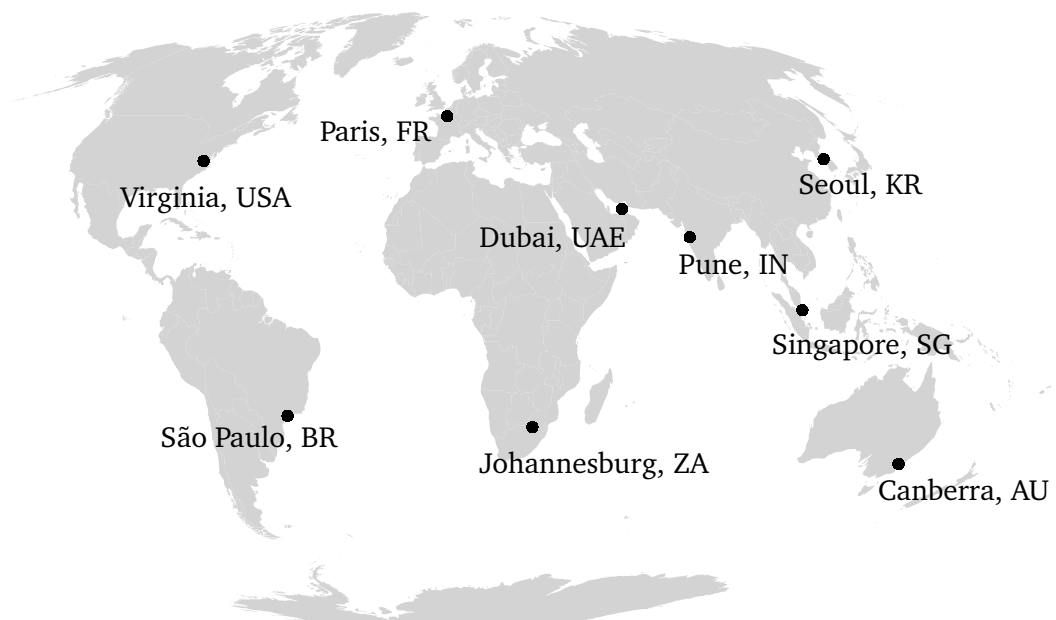 Paris, FR
Virginia, USA
Seoul, KR
Dubai, UAE
Pune, IN
Singapore, SG
São Paulo, BR
Johannesburg, ZA
Canberra, AU